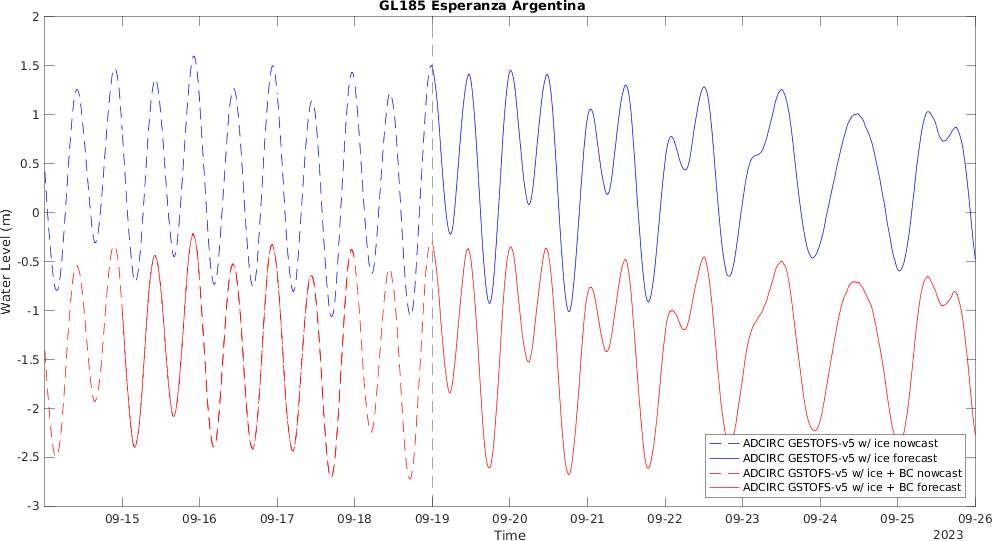 GL185 Esperanza Argentina
2
1.5
1
0.5
0
-0.5
-1
-1.5
-2
-2.5
-3
Water Level (m)
ADCIRC GESTOFS-v5 w/ ice nowcast
ADCIRC GESTOFS-v5 w/ ice forecast
ADCIRC GSTOFS-v5 w/ ice + BC nowcast
ADCIRC GSTOFS-v5 w/ ice + BC forecast
09-15 09-16 09-17 09-18 09-19 09-20 09-21 09-22 09-23 09-24 09-25 09-26
Time
2023